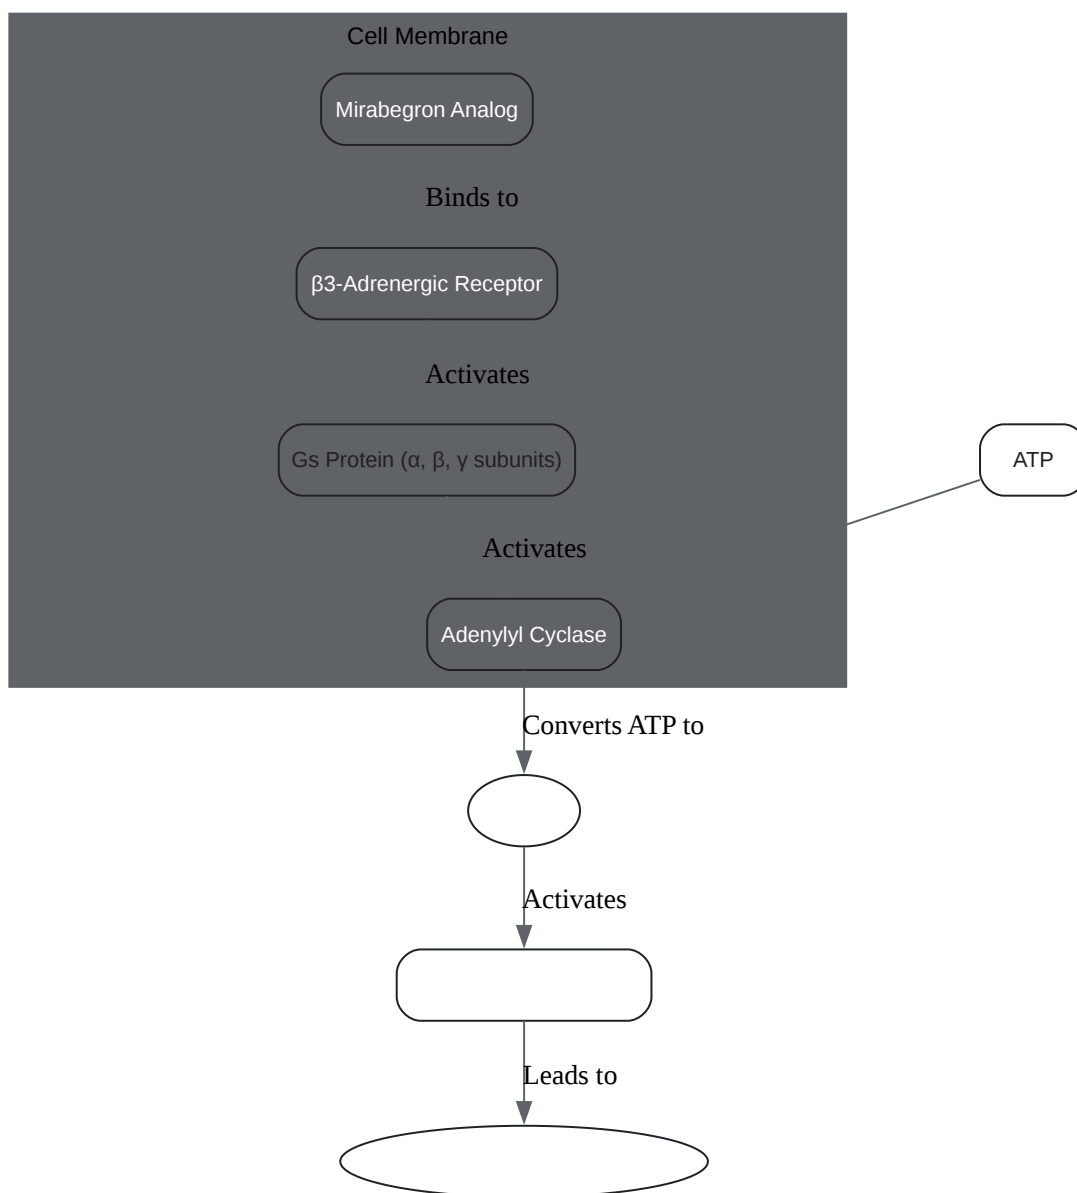 Cell Membrane
Mirabegron Analog
Binds to
β3-Adrenergic Receptor
Activates
Gs Protein (α, β, γ subunits)
ATP
Activates
Adenylyl Cyclase
Converts ATP to
Activates
Leads to